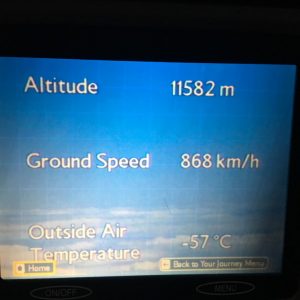 Altitude 11582 m
Ground Speed 868 km/h
Outside Air
Temperature -57 °C
Home Back to Your Journey Menu
ON/OFF MENU